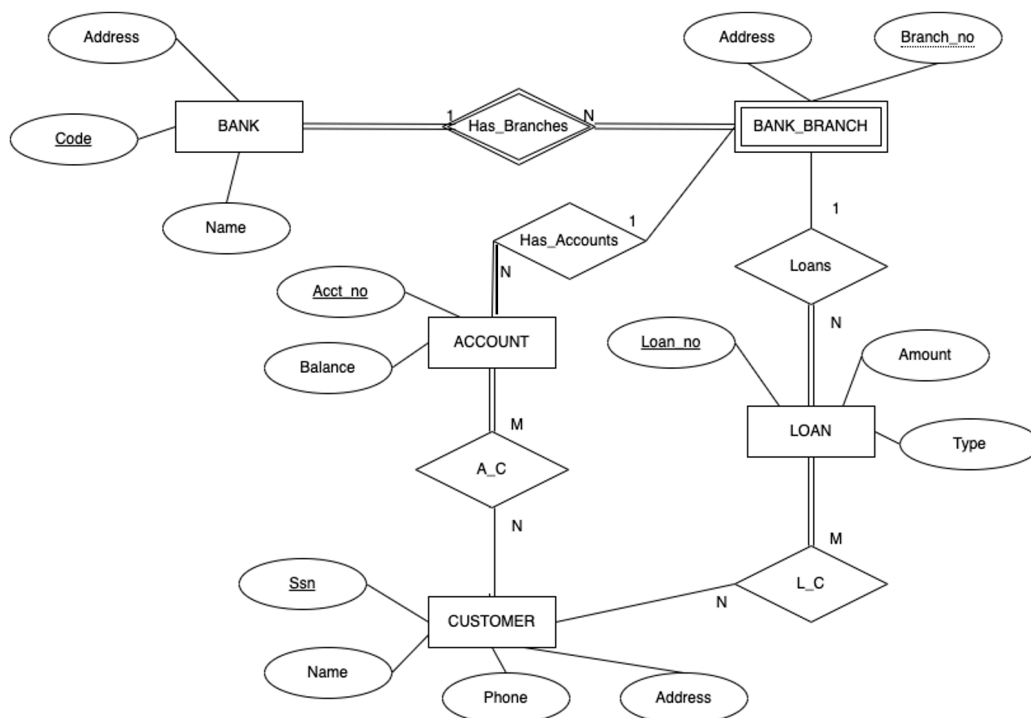 Address
Address
Branch_no
Code
BANK
1
Has_Branches
N
BANK_BRANCH
Name
1
1
Has_Accounts
N
Loans
Acct_no
N
ACCOUNT
Loan_no
Amount
Balance
M
LOAN
Type
A_C
N
M
Ssn
L_C
N
CUSTOMER
Name
Phone
Address